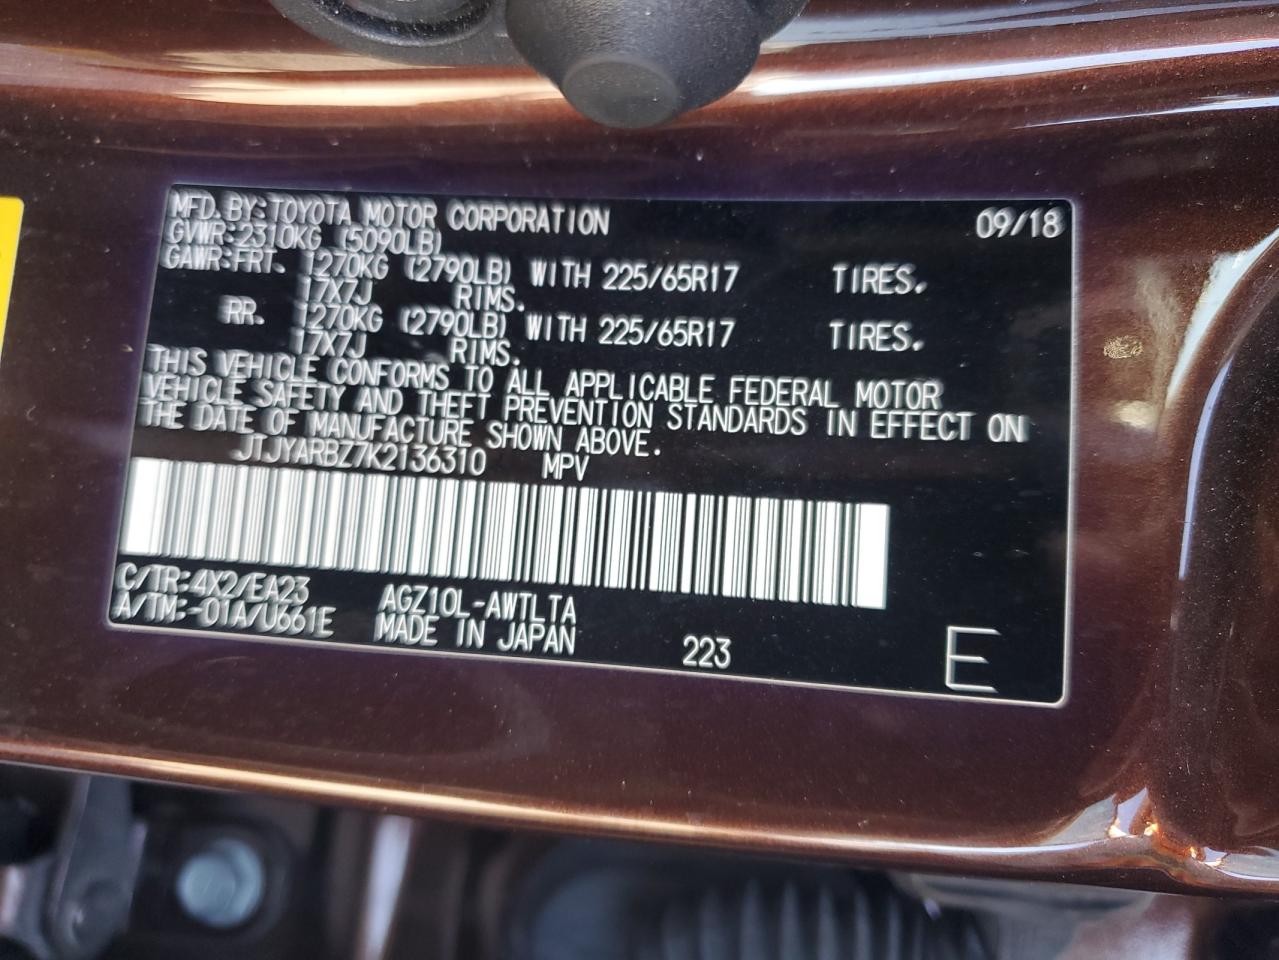 MFD.BY:TOYOTA MOTOR CORPORATION 09/18
GVWR:2310KG (5090LB)
GAWR:FRT. 1270KG (2790LB) WITH 225/65R17 TIRES.
17X7J RIMS.
RR. 1270KG (2790LB) WITH 225/65R17 TIRES.
17X7J RIMS.
THIS VEHICLE CONFORMS TO ALL APPLICABLE FEDERAL MOTOR
VEHICLE SAFETY AND THEFT PREVENTION STANDARDS IN EFFECT ON
THE DATE OF MANUFACTURE SHOWN ABOVE.
JTJYARBZ7K2136310 MPV
C/TR:4X2/EA23 AGZ10L-AWTLTA
A/TM:-01A/U661E MADE IN JAPAN 223 E